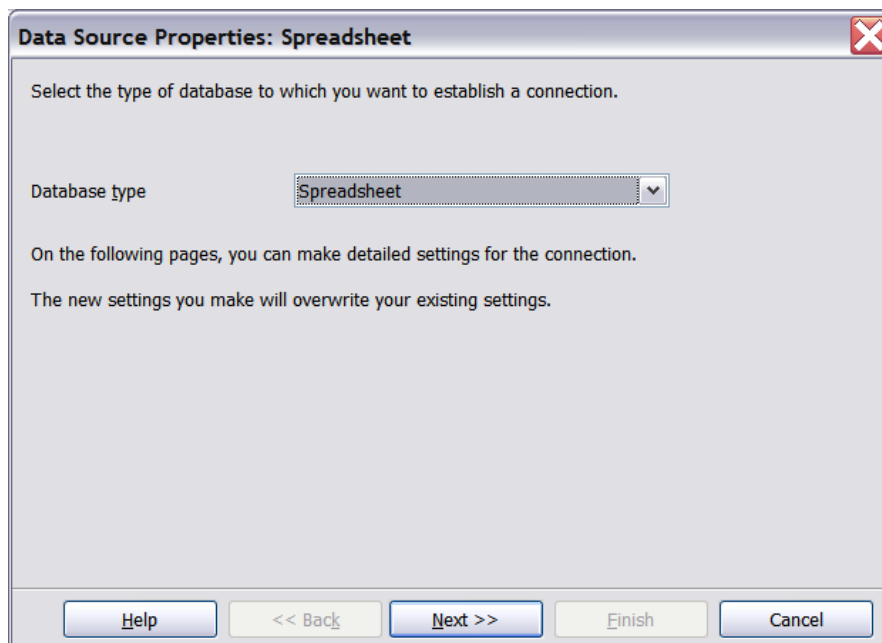 Data Source Properties: Spreadsheet
Select the type of database to which you want to establish a connection.
Database type Spreadsheet
On the following pages, you can make detailed settings for the connection.
The new settings you make will overwrite your existing settings.
Help << Back Next >> Finish Cancel